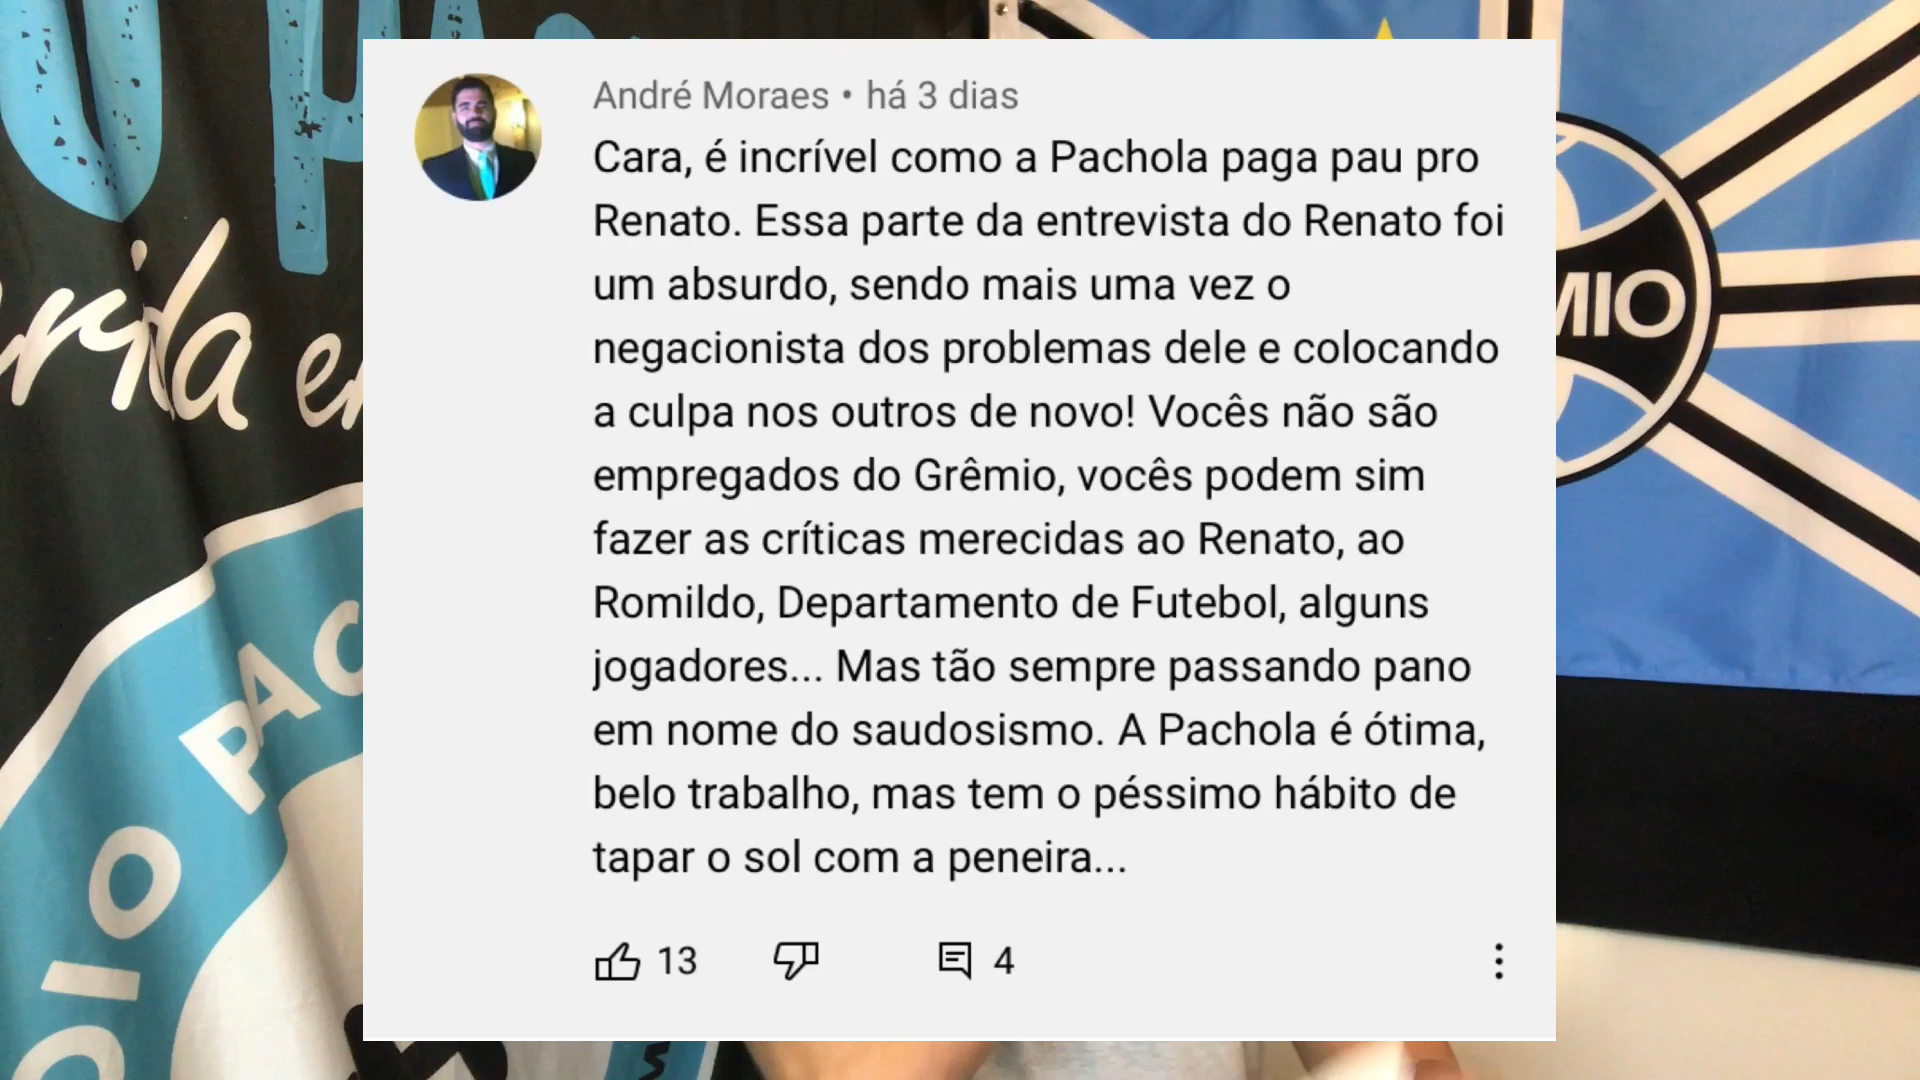 André Moraes • há 3 dias
Cara, é incrível como a Pachola paga pau pro
Renato. Essa parte da entrevista do Renato foi
um absurdo, sendo mais uma vez o
negacionista dos problemas dele e colocando
a culpa nos outros de novo! Vocês não são
empregados do Grêmio, vocês podem sim
fazer as críticas merecidas ao Renato, ao
Romildo, Departamento de Futebol, alguns
jogadores... Mas tão sempre passando pano
em nome do saudosismo. A Pachola é ótima,
belo trabalho, mas tem o péssimo hábito de
tapar o sol com a peneira...
13 4